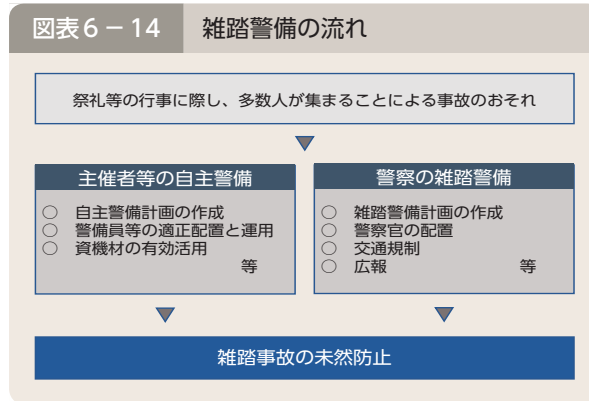 図表6-14 雑踏警備の流れ
祭礼等の行事に際し、多数人が集まることによる事故のおそれ
主催者等の自主警備
○ 自主警備計画の作成
○ 警備員等の適正配置と運用
○ 資機材の有効活用
等
警察の雑踏警備
○ 雑踏警備計画の作成
○ 警察官の配置
○ 交通規制
○ 広報 等
雑踏事故の未然防止